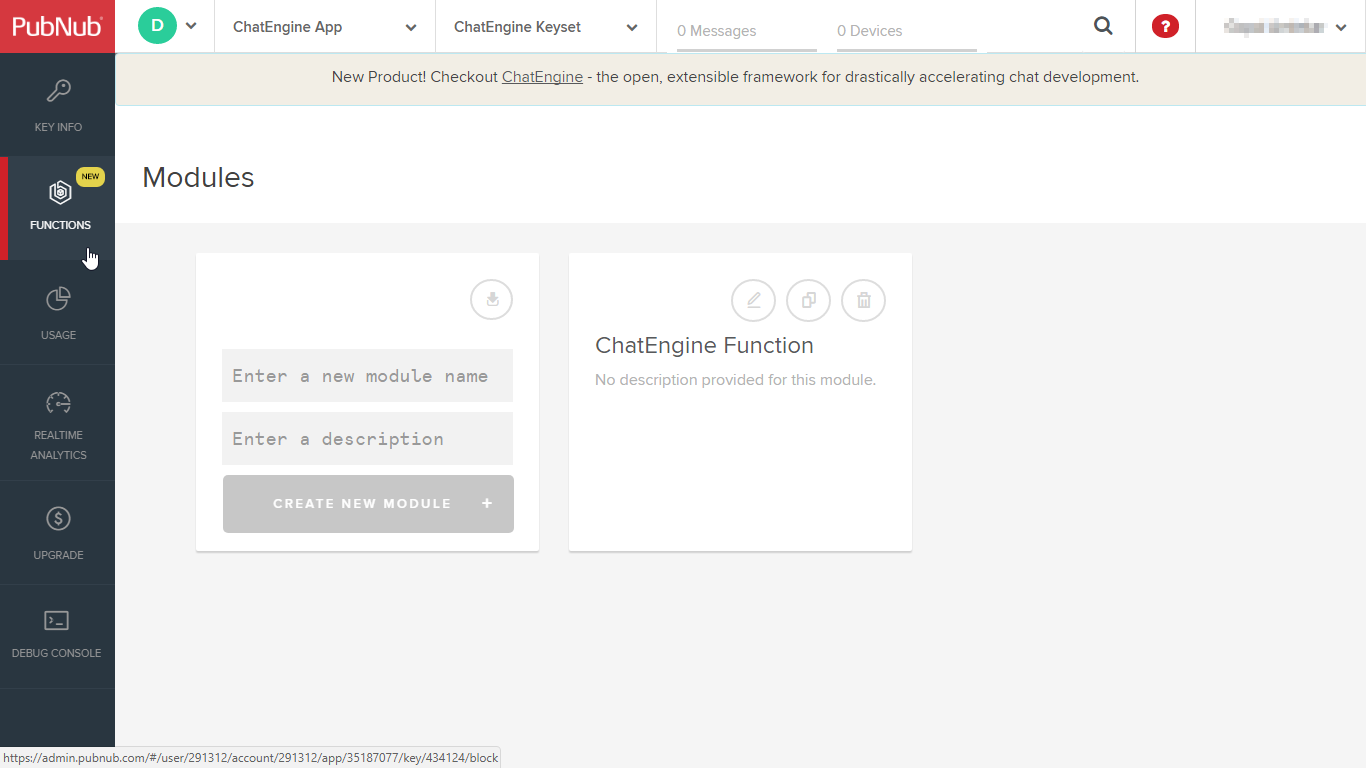 PubNub
D
ChatEngine App
ChatEngine Keyset
0 Messages
0 Devices
?
New Product! Checkout ChatEngine - the open, extensible framework for drastically accelerating chat development.
KEY INFO
NEW
FUNCTIONS
USAGE
REALTIME
ANALYTICS
UPGRADE
DEBUG CONSOLE
Modules
Enter a new module name
Enter a description
CREATE NEW MODULE +
ChatEngine Function
No description provided for this module.
https://admin.pubnub.com/#/user/291312/account/291312/app/35187077/key/434124/block